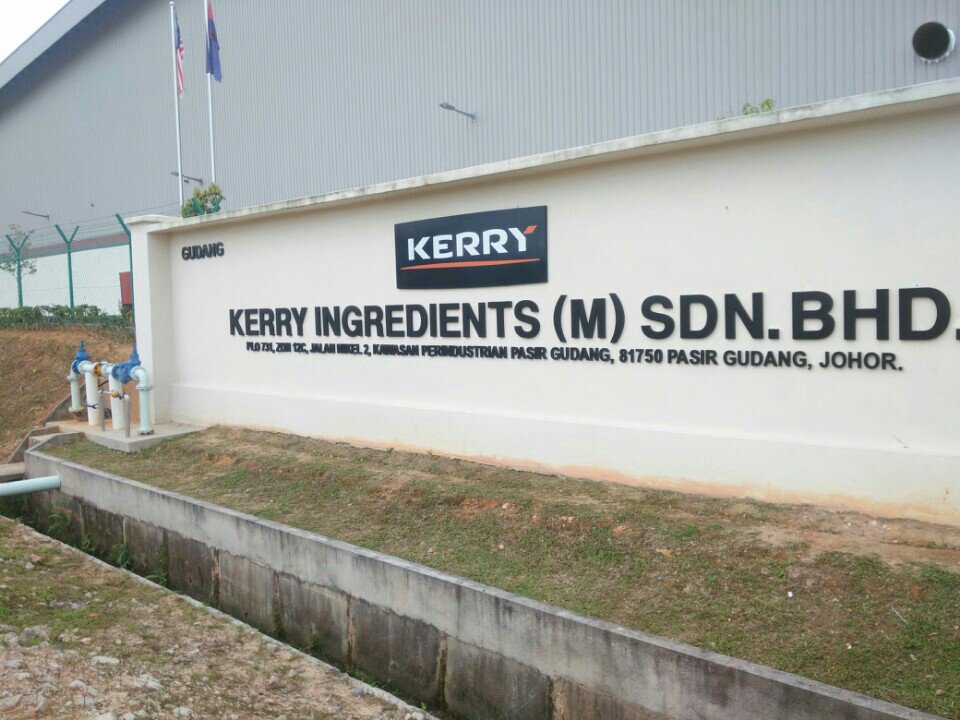 GUDANG
KERRY
KERRY INGREDIENTS (M) SDN. BHD.
PLO 731, ZON 12C, JALAN NIKEL 2, KAWASAN PERINDUSTRIAN PASIR GUDANG, 81750 PASIR GUDANG, JOHOR.